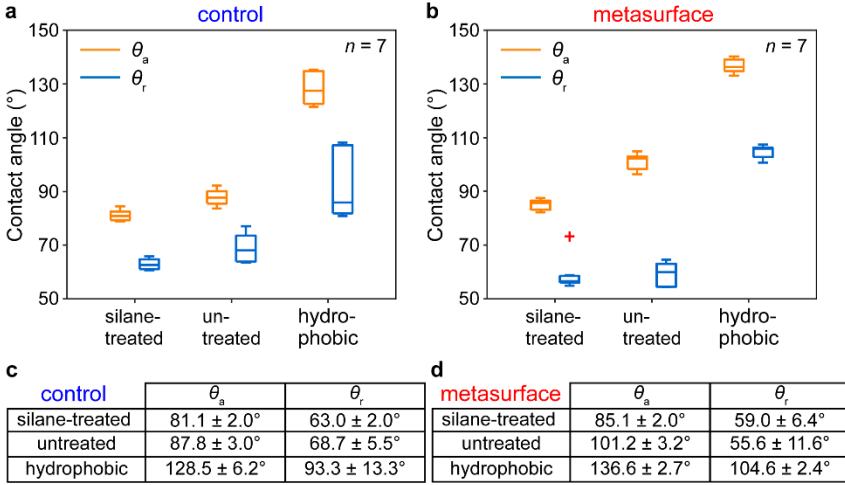 a
control
θa
θr
n = 7
150
130
110
90
70
50
Contact angle (°)
silane-
treated
un-
treated
hydro-
phobic
b
metasurface
θa
θr
n = 7
150
130
110
90
70
50
Contact angle (°)
silane-
treated
un-
treated
hydro-
phobic
c
control θa θr
silane-treated 81.1 ± 2.0° 63.0 ± 2.0°
untreated 87.8 ± 3.0° 68.7 ± 5.5°
hydrophobic 128.5 ± 6.2° 93.3 ± 13.3°
d
metasurface θa θr
silane-treated 85.1 ± 2.0° 59.0 ± 6.4°
untreated 101.2 ± 3.2° 55.6 ± 11.6°
hydrophobic 136.6 ± 2.7° 104.6 ± 2.4°